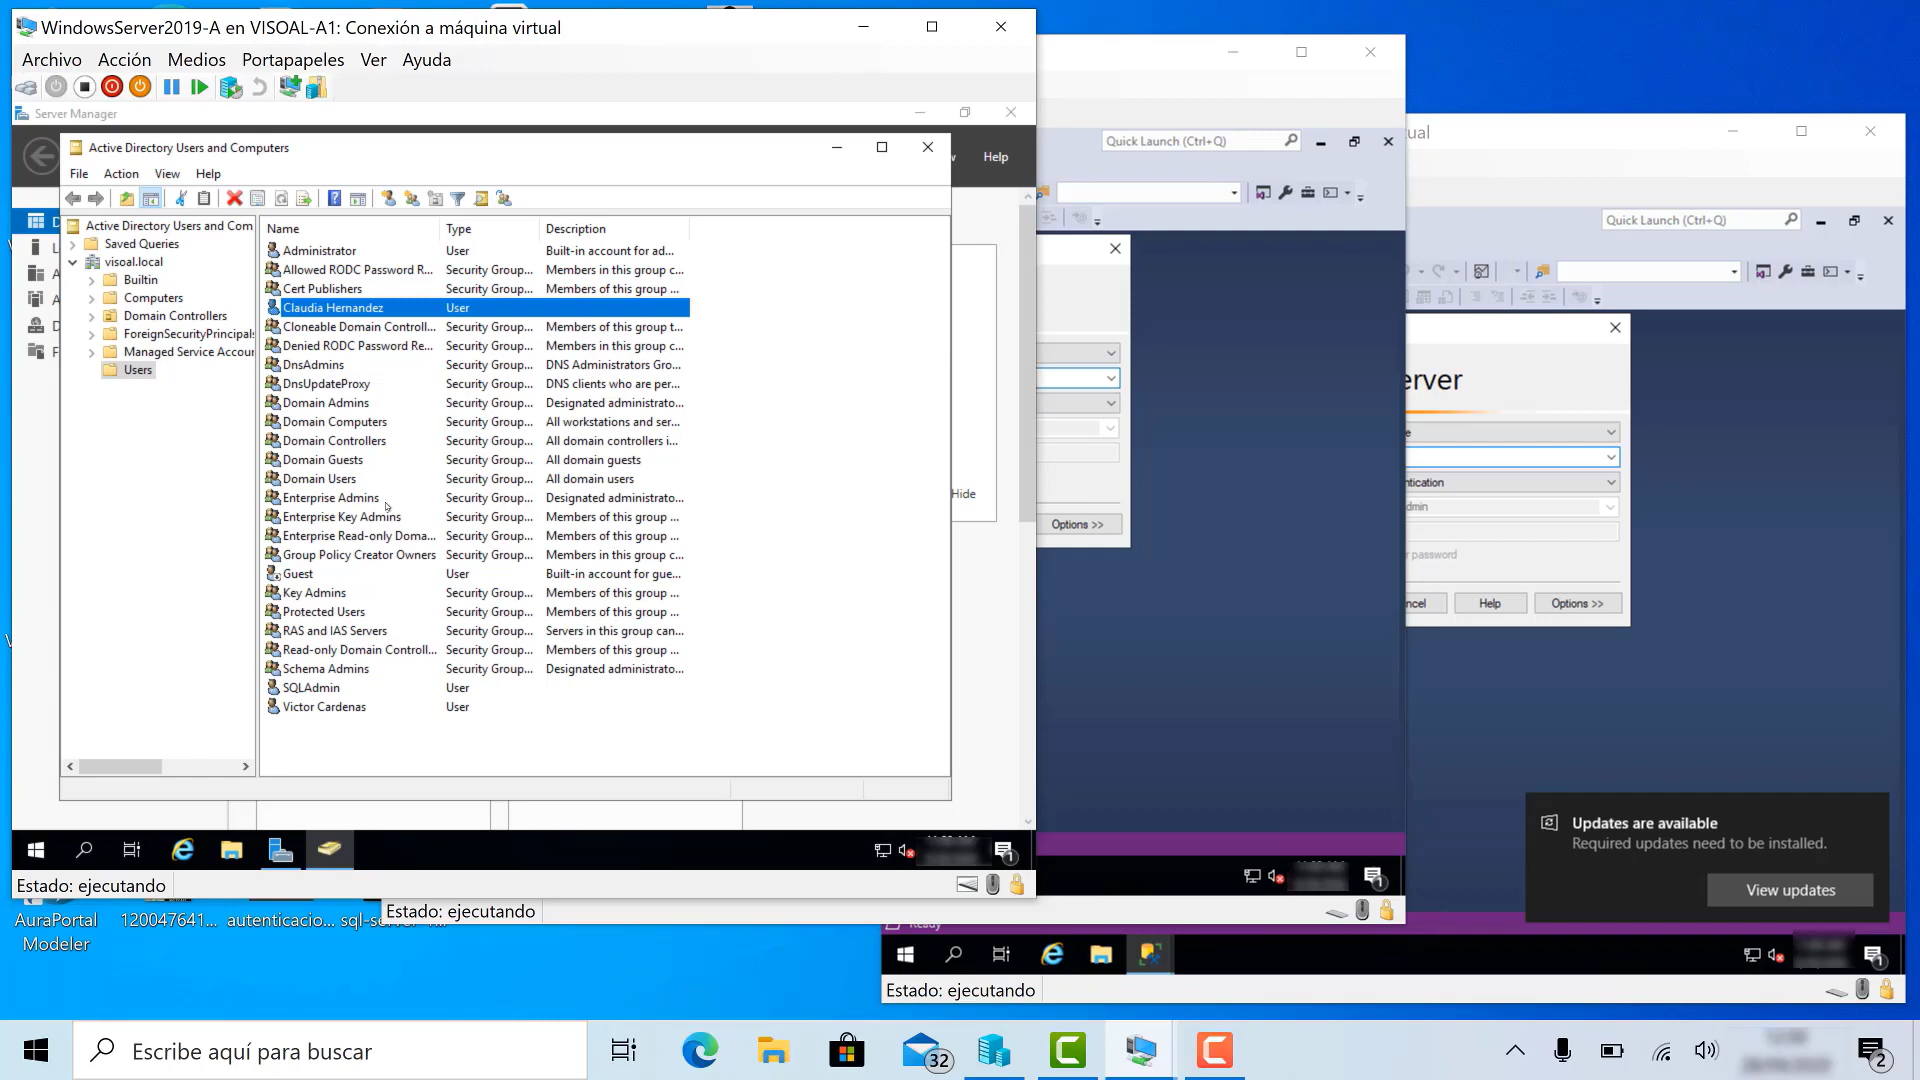 WindowsServer2019-A en VISOAL-A1: Conexión a máquina virtual
Archivo Acción Medios Portapapeles Ver Ayuda
Server Manager
Help
Active Directory Users and Computers
File Action View Help
Active Directory Users and Com
Saved Queries
visoal.local
Builtin
Computers
Domain Controllers
ForeignSecurityPrincipals
Managed Service Accour
Users
Name Type Description
Administrator User Built-in account for ad...
Allowed RODC Password R... Security Group... Members in this group c...
Cert Publishers Security Group... Members of this group ...
Claudia Hernandez User
Cloneable Domain Controll... Security Group... Members of this group t...
Denied RODC Password Re... Security Group... Members in this group c...
DnsAdmins Security Group... DNS Administrators Gro...
DnsUpdateProxy Security Group... DNS clients who are per...
Domain Admins Security Group... Designated administrato...
Domain Computers Security Group... All workstations and ser...
Domain Controllers Security Group... All domain controllers i...
Domain Guests Security Group... All domain guests
Domain Users Security Group... All domain users
Enterprise Admins Security Group... Designated administrato...
Enterprise Key Admins Security Group... Members of this group ...
Enterprise Read-only Doma... Security Group... Members of this group ...
Group Policy Creator Owners Security Group... Members in this group c...
Guest User Built-in account for gue...
Key Admins Security Group... Members of this group ...
Protected Users Security Group... Members of this group ...
RAS and IAS Servers Security Group... Servers in this group can...
Read-only Domain Controll... Security Group... Members of this group ...
Schema Admins Security Group... Designated administrato...
SQLAdmin User
Victor Cardenas User
Hide
1
Estado: ejecutando
Quick Launch (Ctrl+Q)
Options >>
1
Estado: ejecutando
ual
Quick Launch (Ctrl+Q)
erver
e
ntication
dmin
r password
ncel Help Options >>
Updates are available
Required updates need to be installed.
View updates
Ready
1
Estado: ejecutando
AuraPortal
Modeler
120047641... autenticacio...
Escribe aquí para buscar
32
2